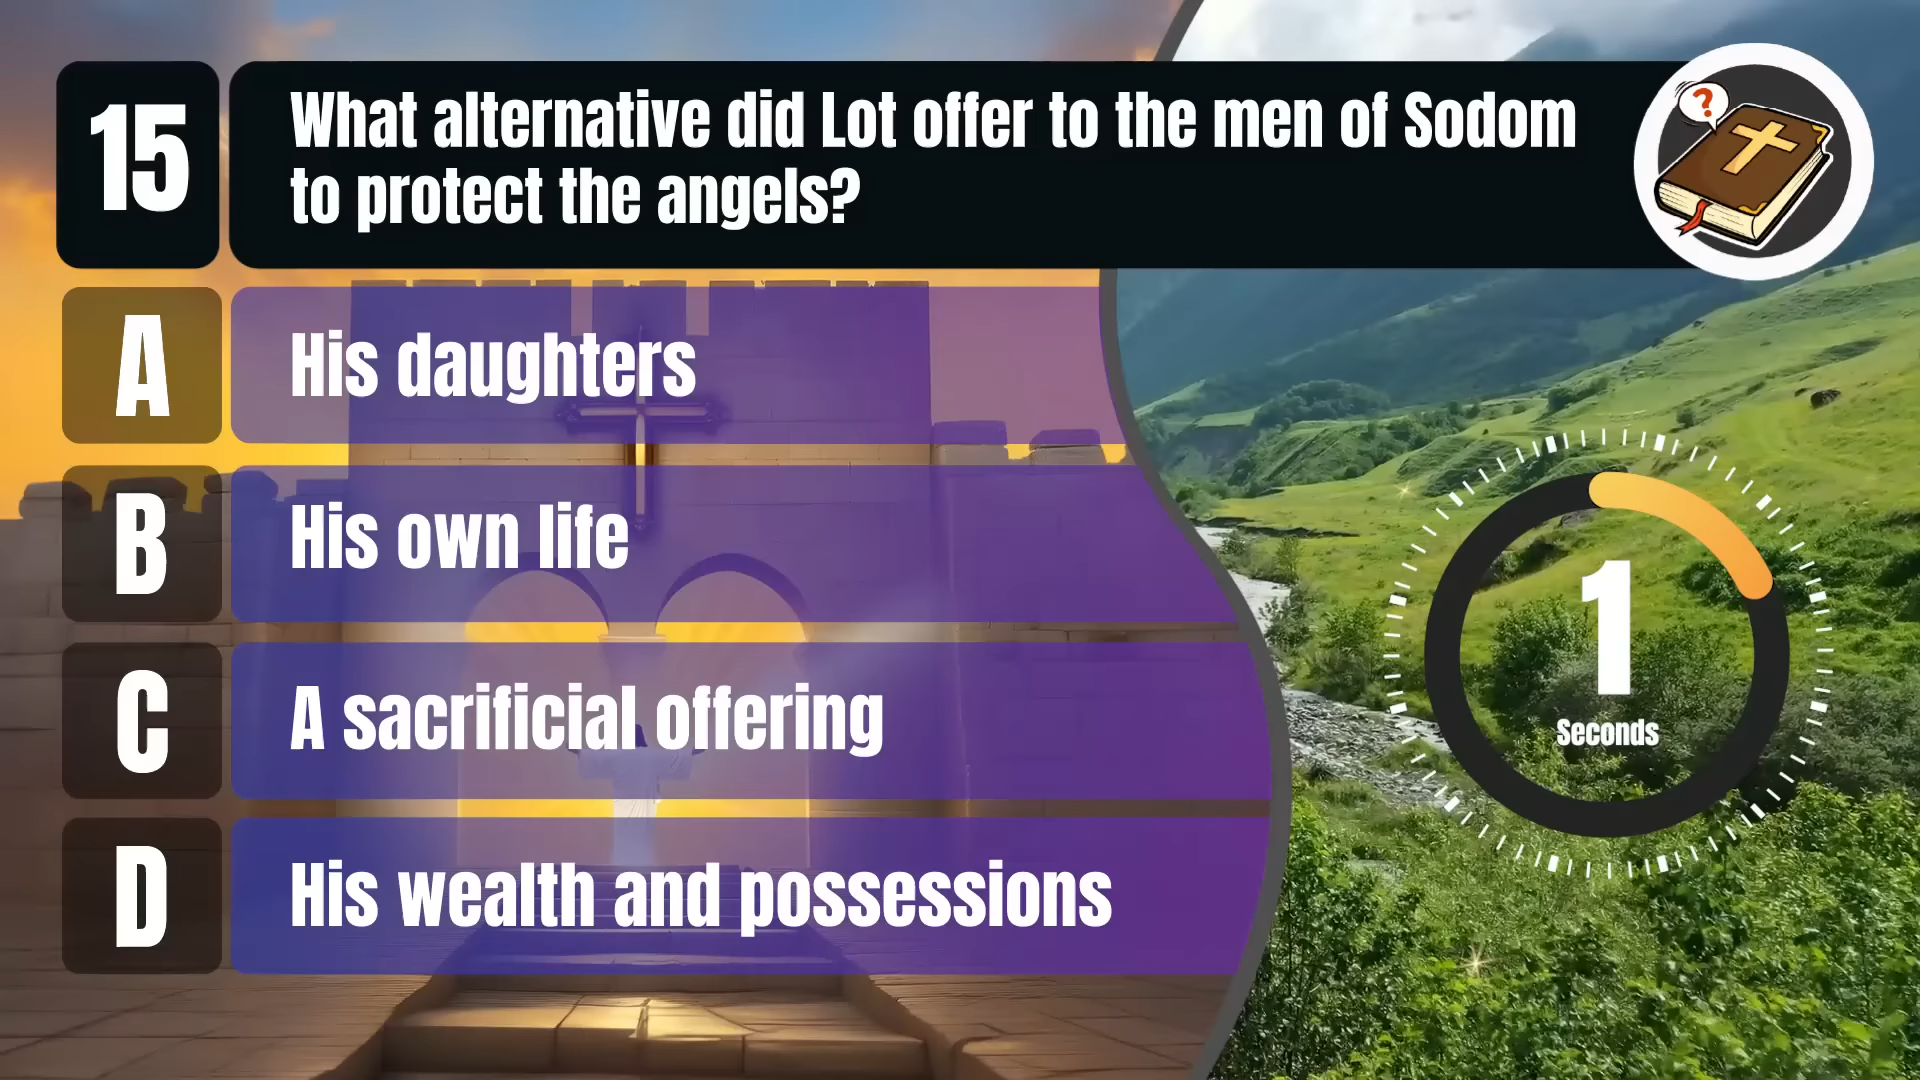 15
What alternative did Lot offer to the men of Sodom
to protect the angels?
?
A
His daughters
B
His own life
C
A sacrificial offering
D
His wealth and possessions
1
Seconds